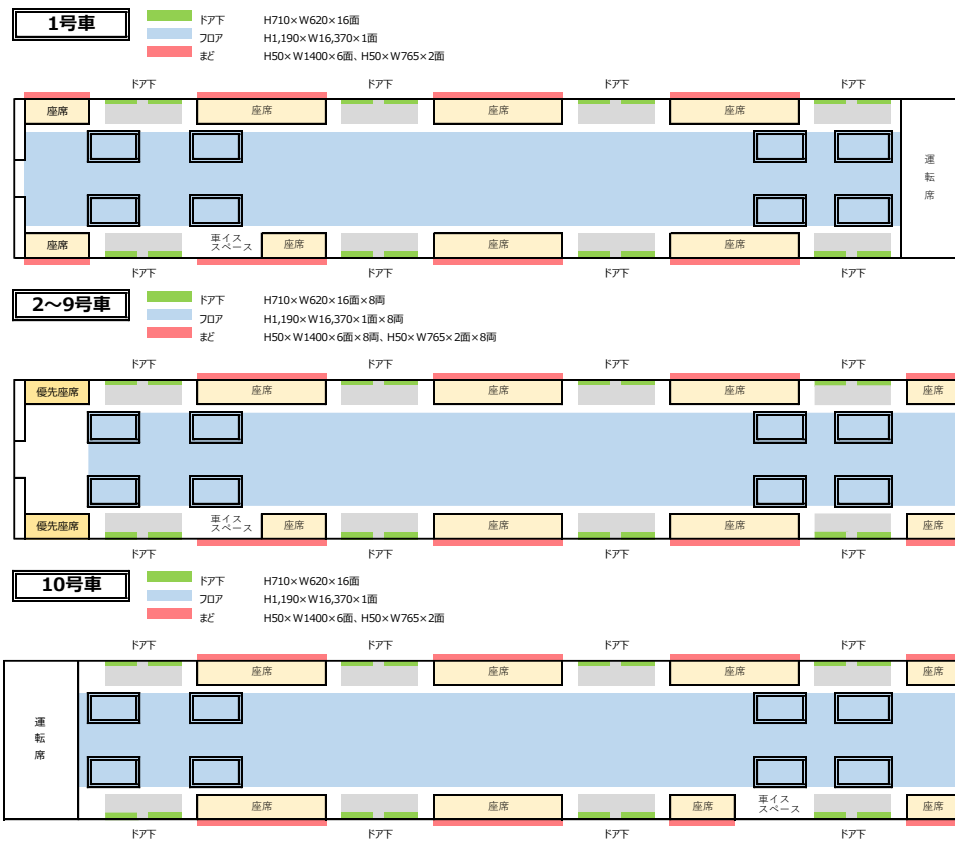 1号車
ドア下 H710×W620×16面
フロア H1,190×W16,370×1面
まど H50×W1400×6面、H50×W765×2面
ドア下 ドア下 ドア下 ドア下
座席 座席 座席 座席
運転席
座席 車イス 座席 座席 座席
スペース
ドア下 ドア下 ドア下 ドア下
2～9号車
ドア下 H710×W620×16面×8両
フロア H1,190×W16,370×1面×8両
まど H50×W1400×6面×8両、H50×W765×2面×8両
ドア下 ドア下 ドア下 ドア下
優先座席 座席 座席 座席 座席
優先座席 車イス 座席 座席 座席 座席
スペース
ドア下 ドア下 ドア下 ドア下
10号車
ドア下 H710×W620×16面
フロア H1,190×W16,370×1面
まど H50×W1400×6面、H50×W765×2面
ドア下 ドア下 ドア下 ドア下
座席 座席 座席 座席
運転席
座席 座席 座席 車イス 座席
スペース
ドア下 ドア下 ドア下 ドア下